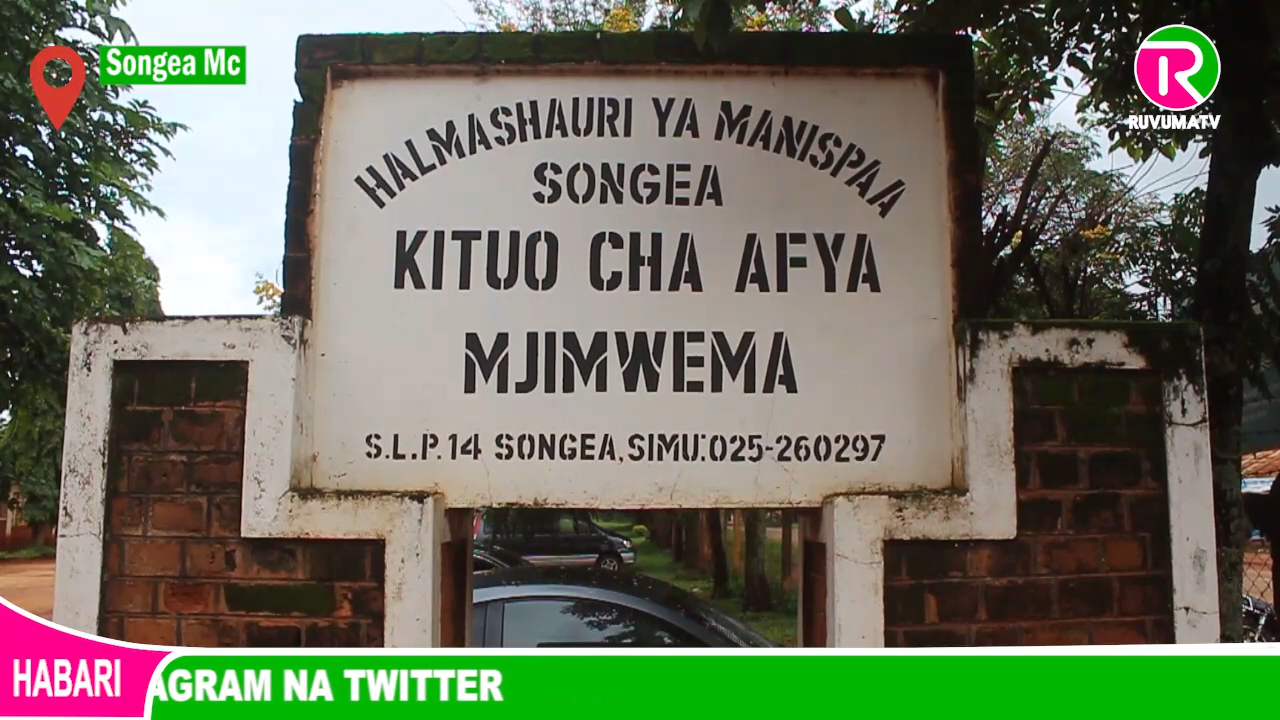 Songea Mc
RUVUMATV
HALMASHAURI YA MANISPAA
SONGEA
KITUO CHA AFYA
MJIMWEMA
S.L.P. 14 SONGEA, SIMU:025-260297
HABARI
AGRAM NA TWITTER